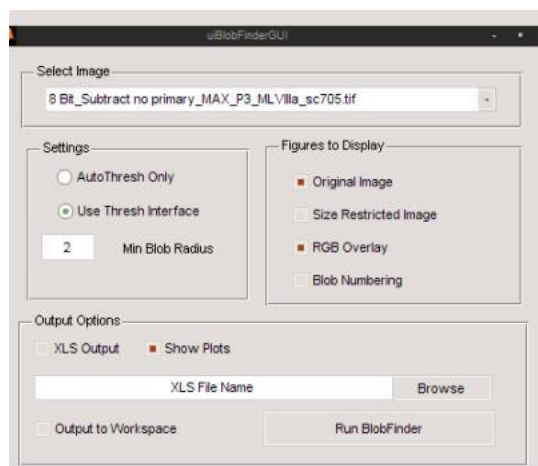 uiBlobFinderGUI
Select Image
8 Bit_Subtract no primary_MAX_P3_MLVIIIa_sc705.tif
Settings
AutoThresh Only
Use Thresh Interface
2 Min Blob Radius
Figures to Display
Original Image
Size Restricted Image
RGB Overlay
Blob Numbering
Output Options
XLS Output Show Plots
XLS File Name Browse
Output to Workspace Run BlobFinder